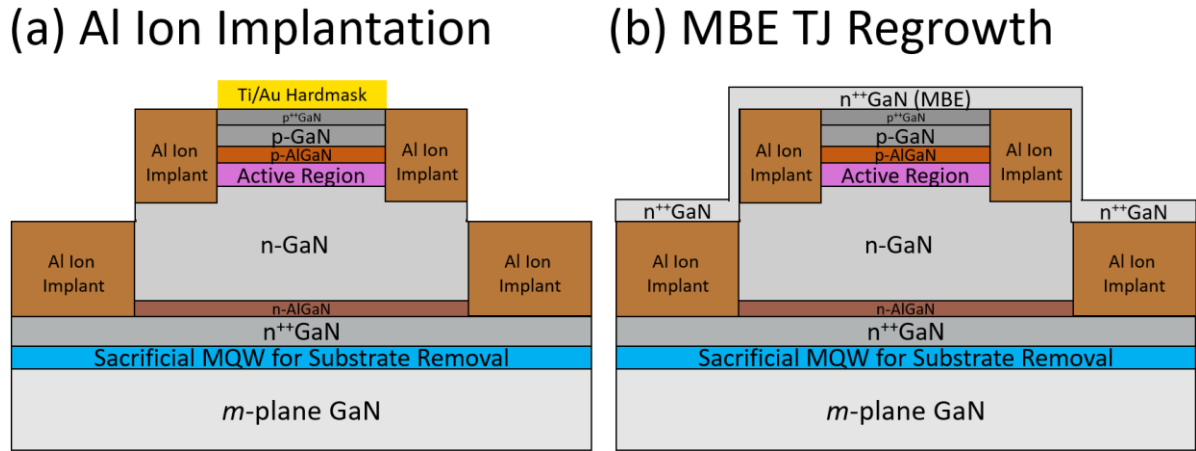 (a) Al Ion Implantation
Ti/Au Hardmask
p⁺⁺GaN
p-GaN
p-AlGaN
Active Region
Al Ion
Implant
Al Ion
Implant
n-GaN
Al Ion
Implant
Al Ion
Implant
n-AlGaN
n⁺⁺GaN
Sacrificial MQW for Substrate Removal
m-plane GaN
(b) MBE TJ Regrowth
n⁺⁺GaN (MBE)
p⁺⁺GaN
p-GaN
p-AlGaN
Active Region
Al Ion
Implant
Al Ion
Implant
n⁺⁺GaN
n⁺⁺GaN
n-GaN
Al Ion
Implant
Al Ion
Implant
n-AlGaN
n⁺⁺GaN
Sacrificial MQW for Substrate Removal
m-plane GaN